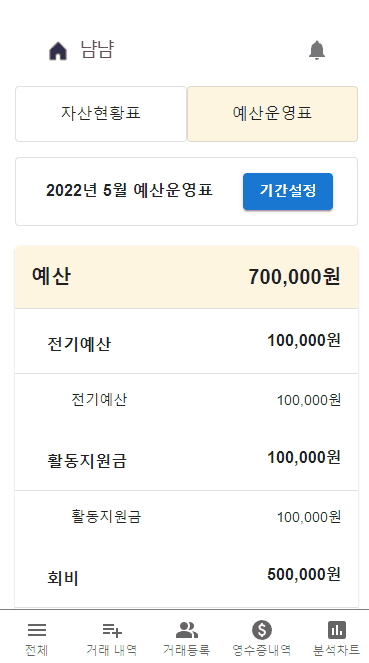 냠냠
자산현황표 예산운영표
2022년 5월 예산운영표 기간설정
예산 700,000원
전기예산 100,000원
전기예산 100,000원
활동지원금 100,000원
활동지원금 100,000원
회비 500,000원
전체 거래 내역 거래등록 영수증내역 분석차트